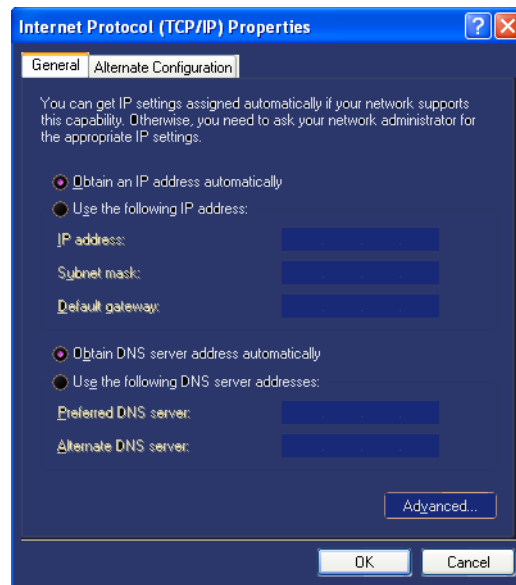 Internet Protocol (TCP/IP) Properties
General
Alternate Configuration
You can get IP settings assigned automatically if your network supports
this capability. Otherwise, you need to ask your network administrator for
the appropriate IP settings.
Obtain an IP address automatically
Use the following IP address:
IP address:
Subnet mask:
Default gateway:
Obtain DNS server address automatically
Use the following DNS server addresses:
Preferred DNS server:
Alternate DNS server:
Advanced...
OK
Cancel